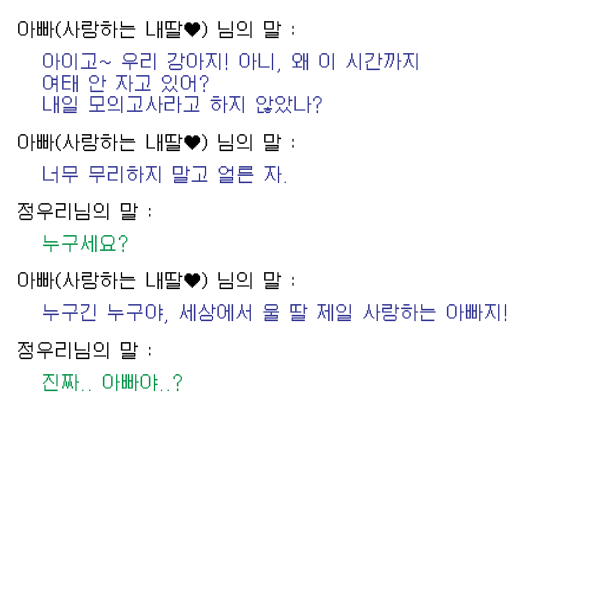 아빠(사랑하는 내딸♥) 님의 말 :
아이고~ 우리 강아지! 아니, 왜 이 시간까지
여태 안 자고 있어?
내일 모의고사라고 하지 않았나?
아빠(사랑하는 내딸♥) 님의 말 :
너무 무리하지 말고 얼른 자.
정우리님의 말 :
누구세요?
아빠(사랑하는 내딸♥) 님의 말 :
누구긴 누구야, 세상에서 울 딸 제일 사랑하는 아빠지!
정우리님의 말 :
진짜.. 아빠야..?